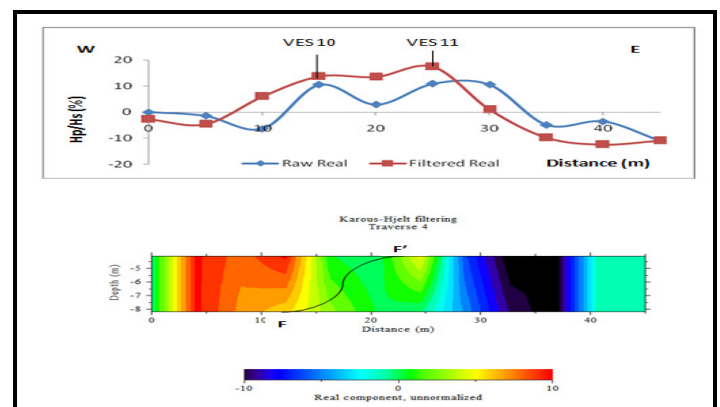 W VES 10 VES 11 E
20
10
0
-10
-20
Hp/Hs (%)
0 10 20 30 40
Raw Real Filtered Real Distance (m)
Karous-Hjelt filtering
Traverse 4
F'
Depth (m)
-5
-6
-7
-8
0 10 20 30 40
F
Distance (m)
-10 0 10
Real component, unnormalized